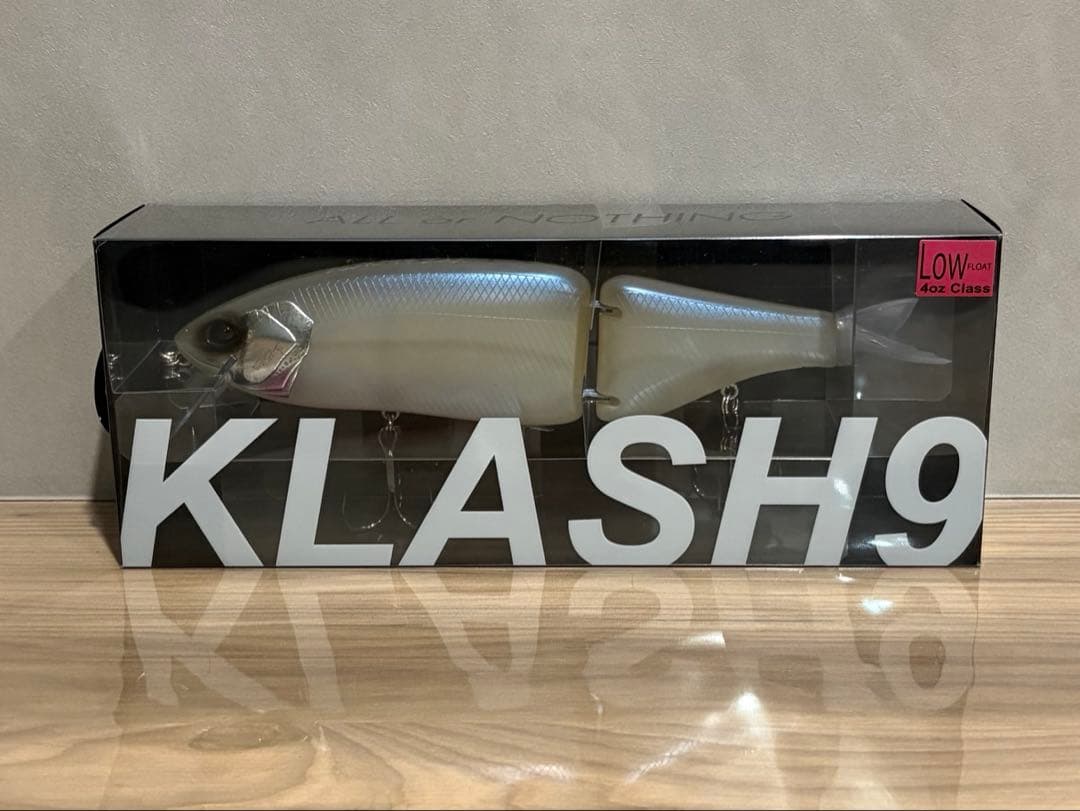 ALL or NOTHING
LOW FLOAT
4oz Class
KLASH9